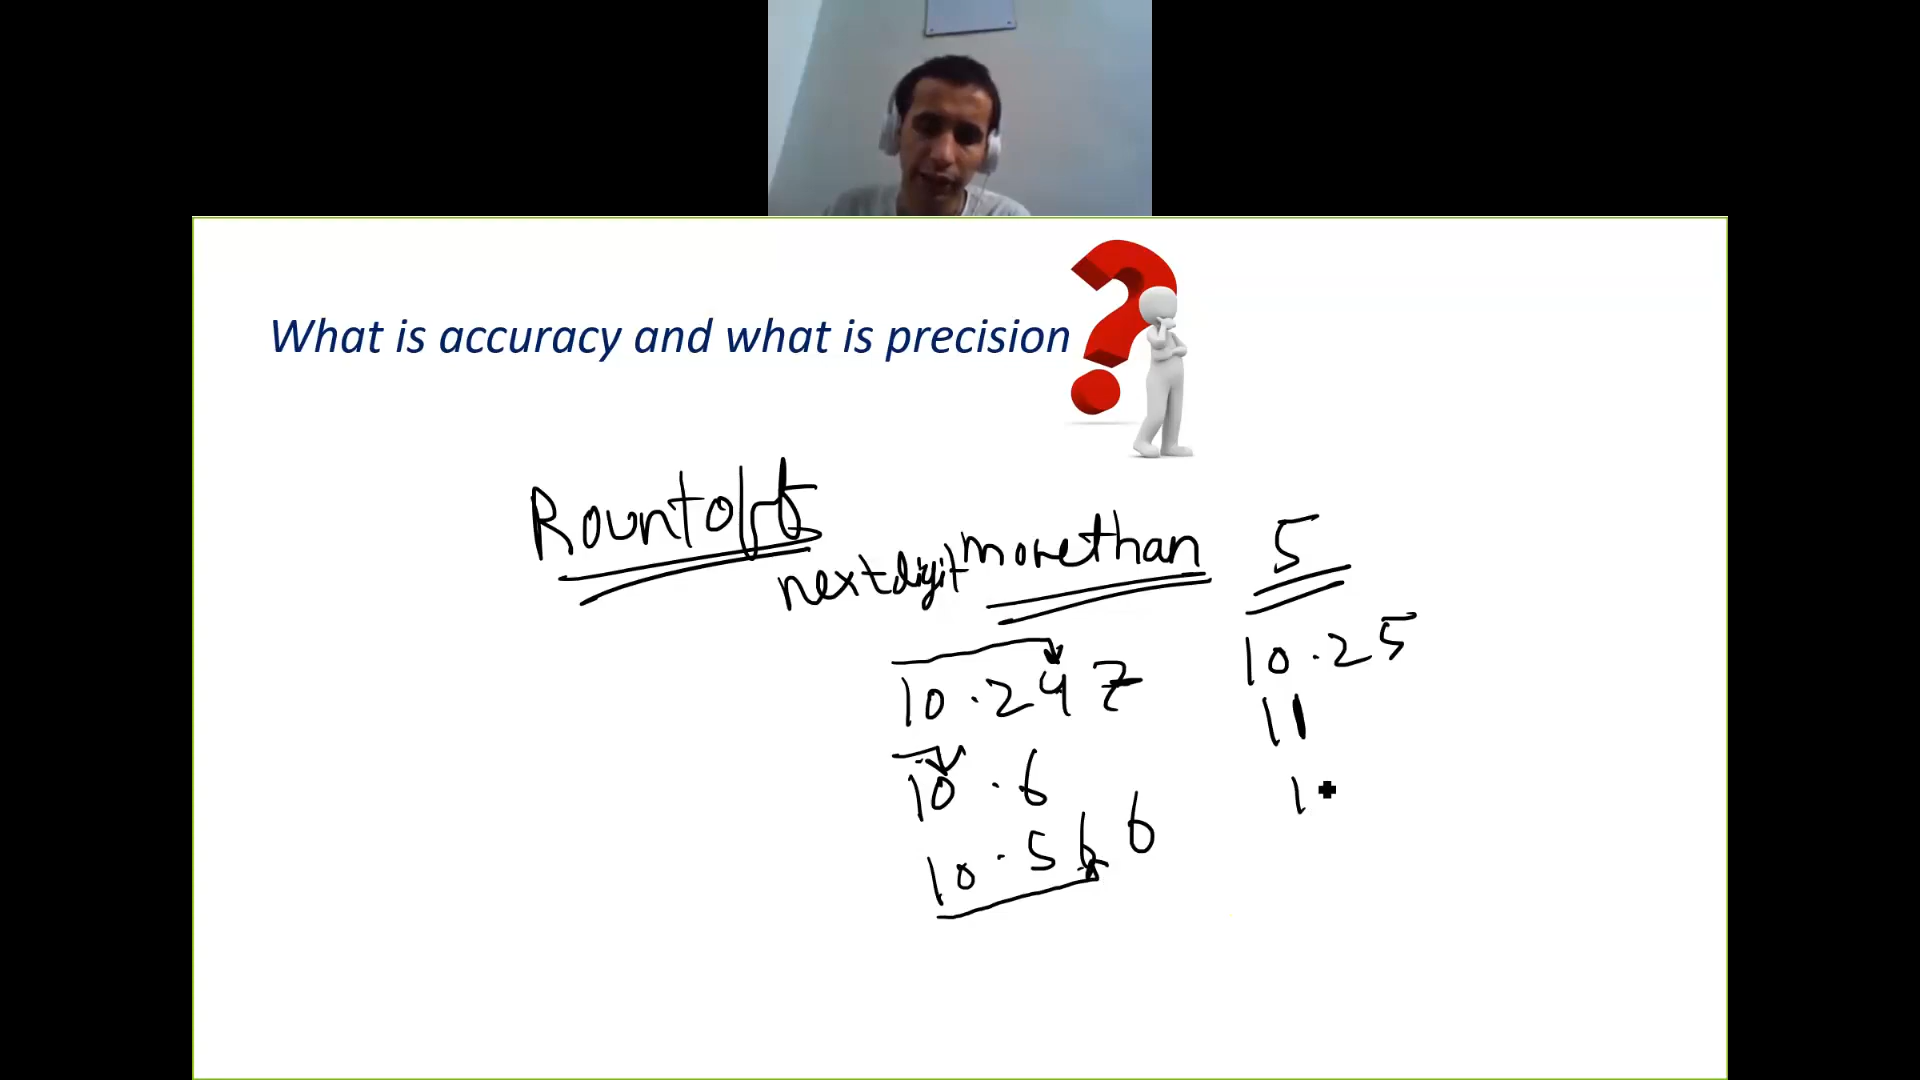 What is accuracy and what is precision
Rountoff
nextdigit morethan 5
10.247 10.25
10.6 11
10.566 1